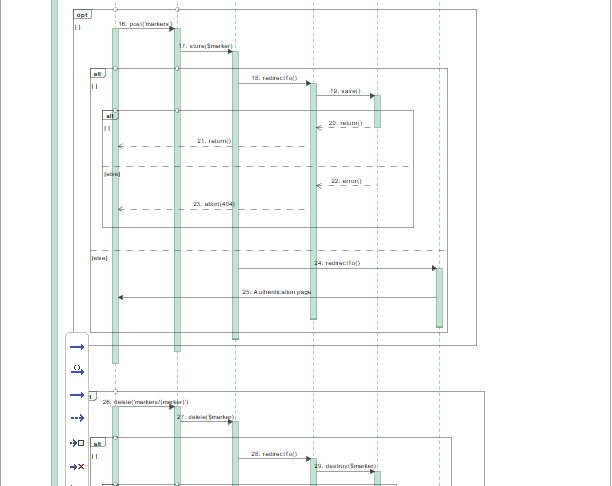 opt
[ ]
16: post('markers')
17: store($marker)
alt
[ ]
18: redirectTo()
19: save()
alt
[ ]
20: return()
21: return()
[else]
22: error()
23: abort(404)
[else]
24: redirectTo()
25: Authentication page
26: delete('markers/{marker}')
27: delete($marker)
alt
[ ]
28: redirectTo()
29: destroy($marker)